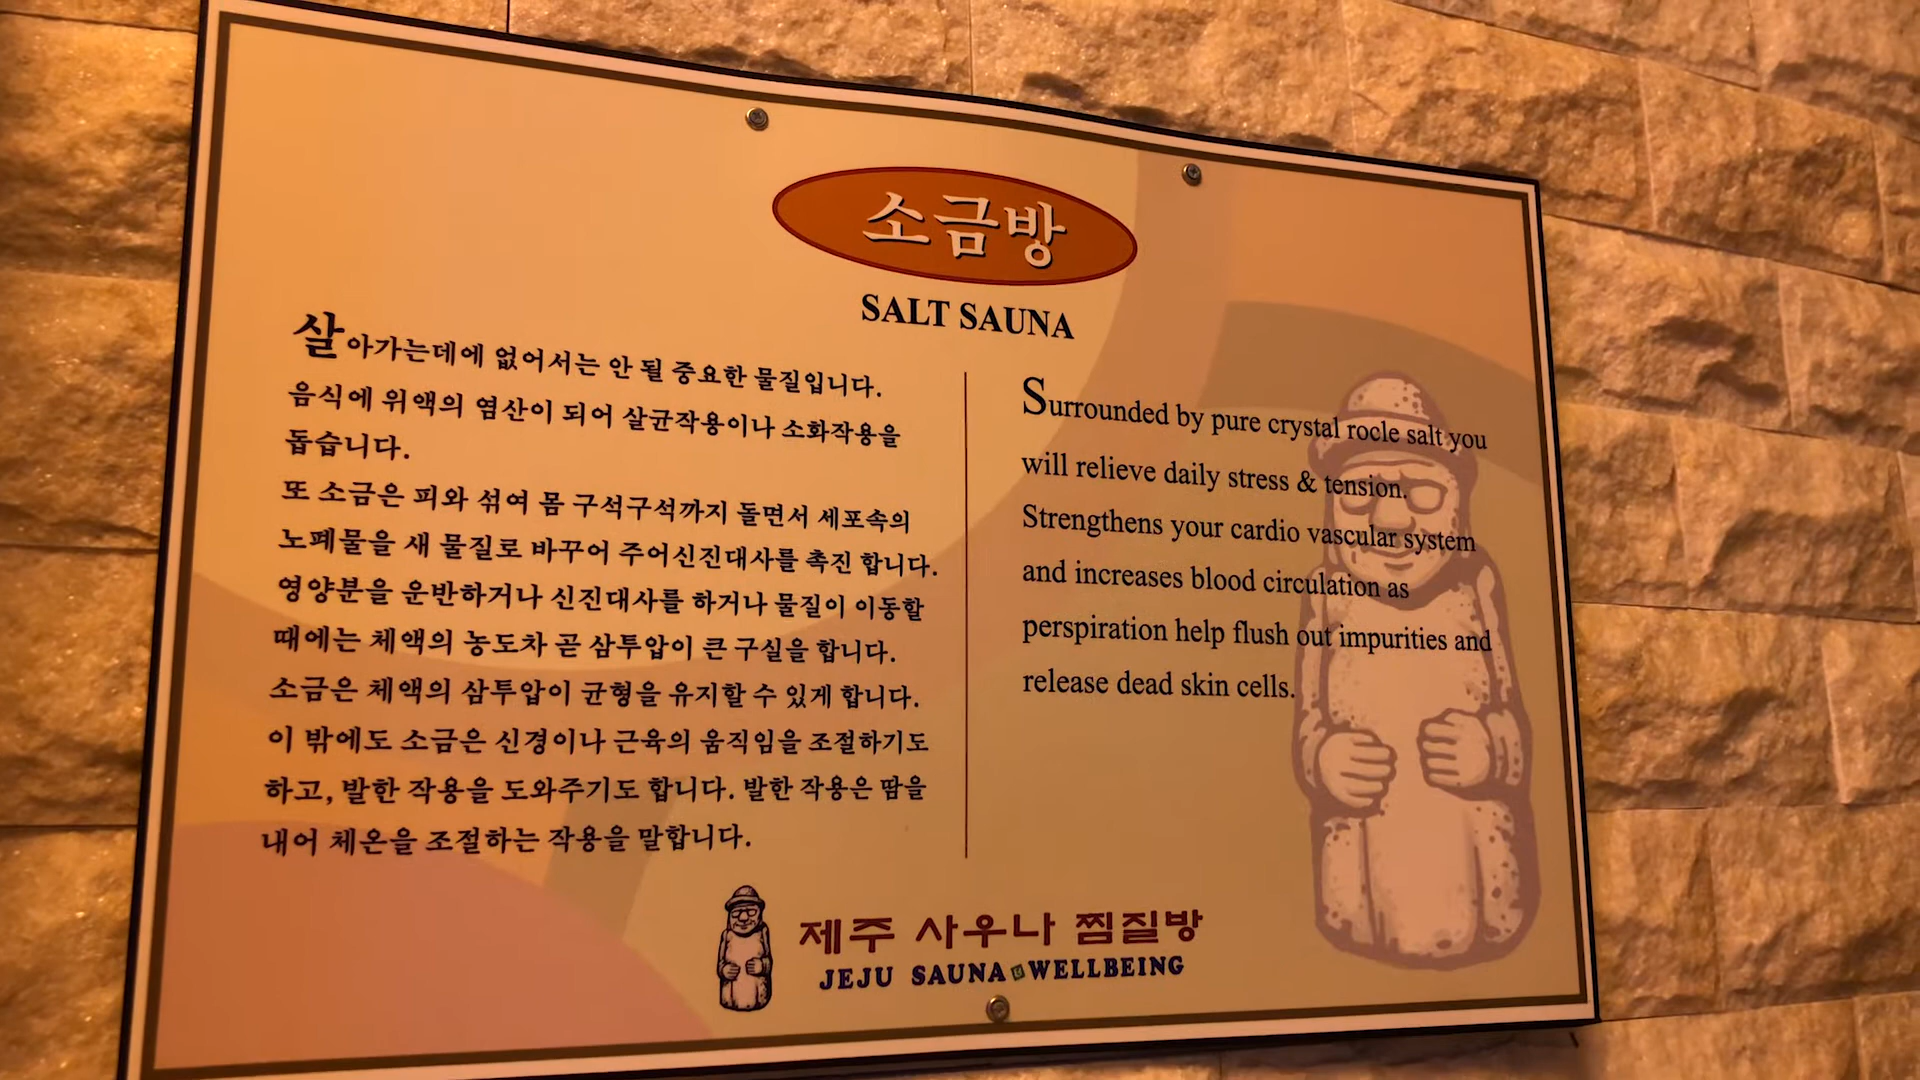 소금방
SALT SAUNA
살아가는데에 없어서는 안 될 중요한 물질입니다.
음식에 위액의 염산이 되어 살균작용이나 소화작용을
돕습니다.
또 소금은 피와 섞여 몸 구석구석까지 돌면서 세포속의
노폐물을 새 물질로 바꾸어 주어신진대사를 촉진 합니다.
영양분을 운반하거나 신진대사를 하거나 물질이 이동할
때에는 체액의 농도차 곧 삼투압이 큰 구실을 합니다.
소금은 체액의 삼투압이 균형을 유지할 수 있게 합니다.
이 밖에도 소금은 신경이나 근육의 움직임을 조절하기도
하고, 발한 작용을 도와주기도 합니다. 발한 작용은 땀을
내어 체온을 조절하는 작용을 말합니다.
Surrounded by pure crystal rocle salt you
will relieve daily stress & tension.
Strengthens your cardio vascular system
and increases blood circulation as
perspiration help flush out impurities and
release dead skin cells.
제주 사우나 찜질방
JEJU SAUNA WELLBEING